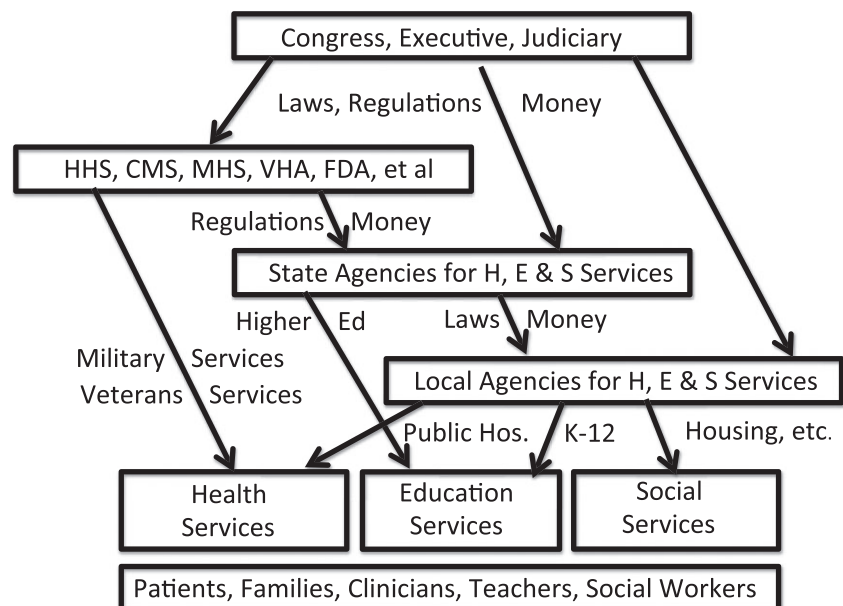 Congress, Executive, Judiciary
Laws, Regulations Money
HHS, CMS, MHS, VHA, FDA, et al
Regulations Money
State Agencies for H, E & S Services
Higher Ed
Laws Money
Military Services
Veterans Services
Local Agencies for H, E & S Services
Public Hos.
K-12
Housing, etc.
Health
Services
Education
Services
Social
Services
Patients, Families, Clinicians, Teachers, Social Workers